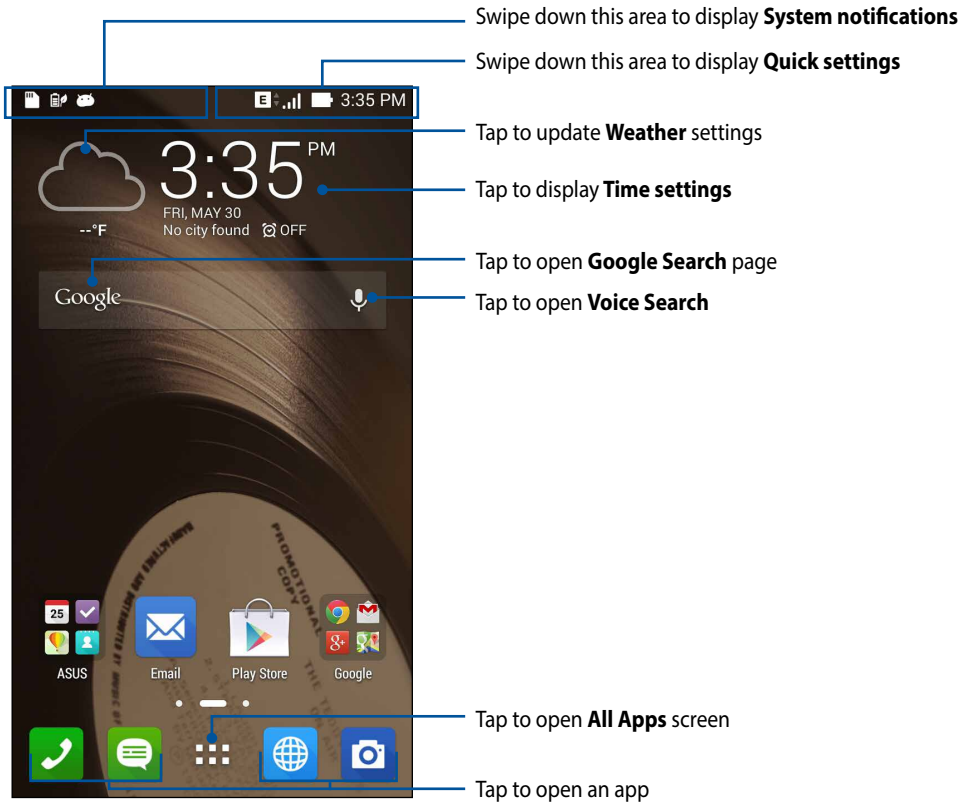 Swipe down this area to display System notifications
Swipe down this area to display Quick settings
E 3:35 PM
Tap to update Weather settings
3:35 PM
Tap to display Time settings
FRI, MAY 30
--°F
No city found OFF
Tap to open Google Search page
Google
Tap to open Voice Search
PROMOTIONAL
COPY
25
8+
ASUS
Email
Play Store
Google
Tap to open All Apps screen
Tap to open an app